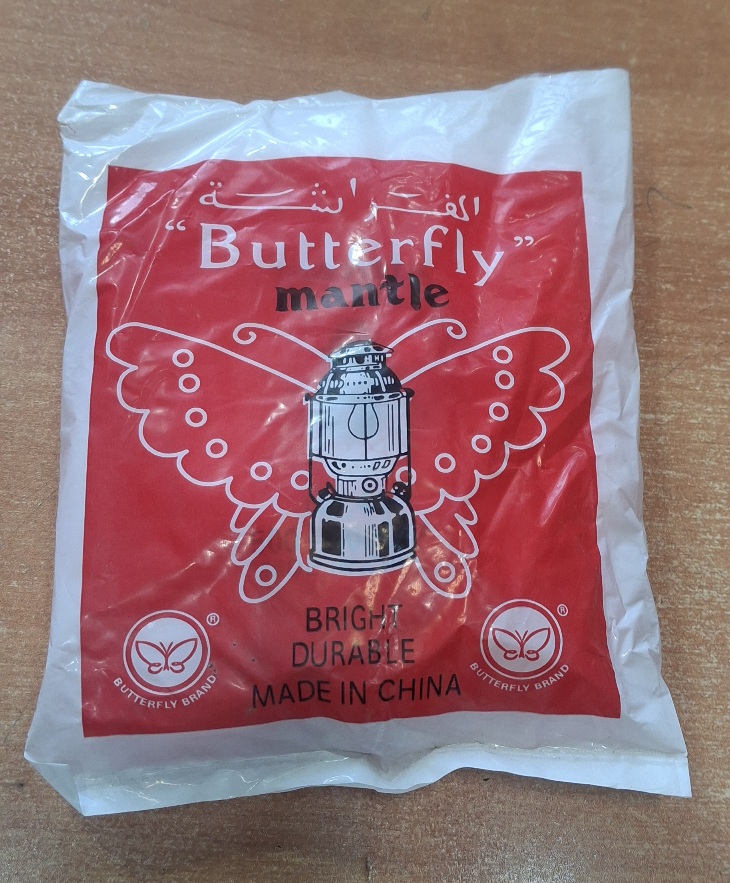 الفراشة
"Butterfly"
mantle
BRIGHT
DURABLE
MADE IN CHINA
®
BUTTERFLY BRAND
®
BUTTERFLY BRAND